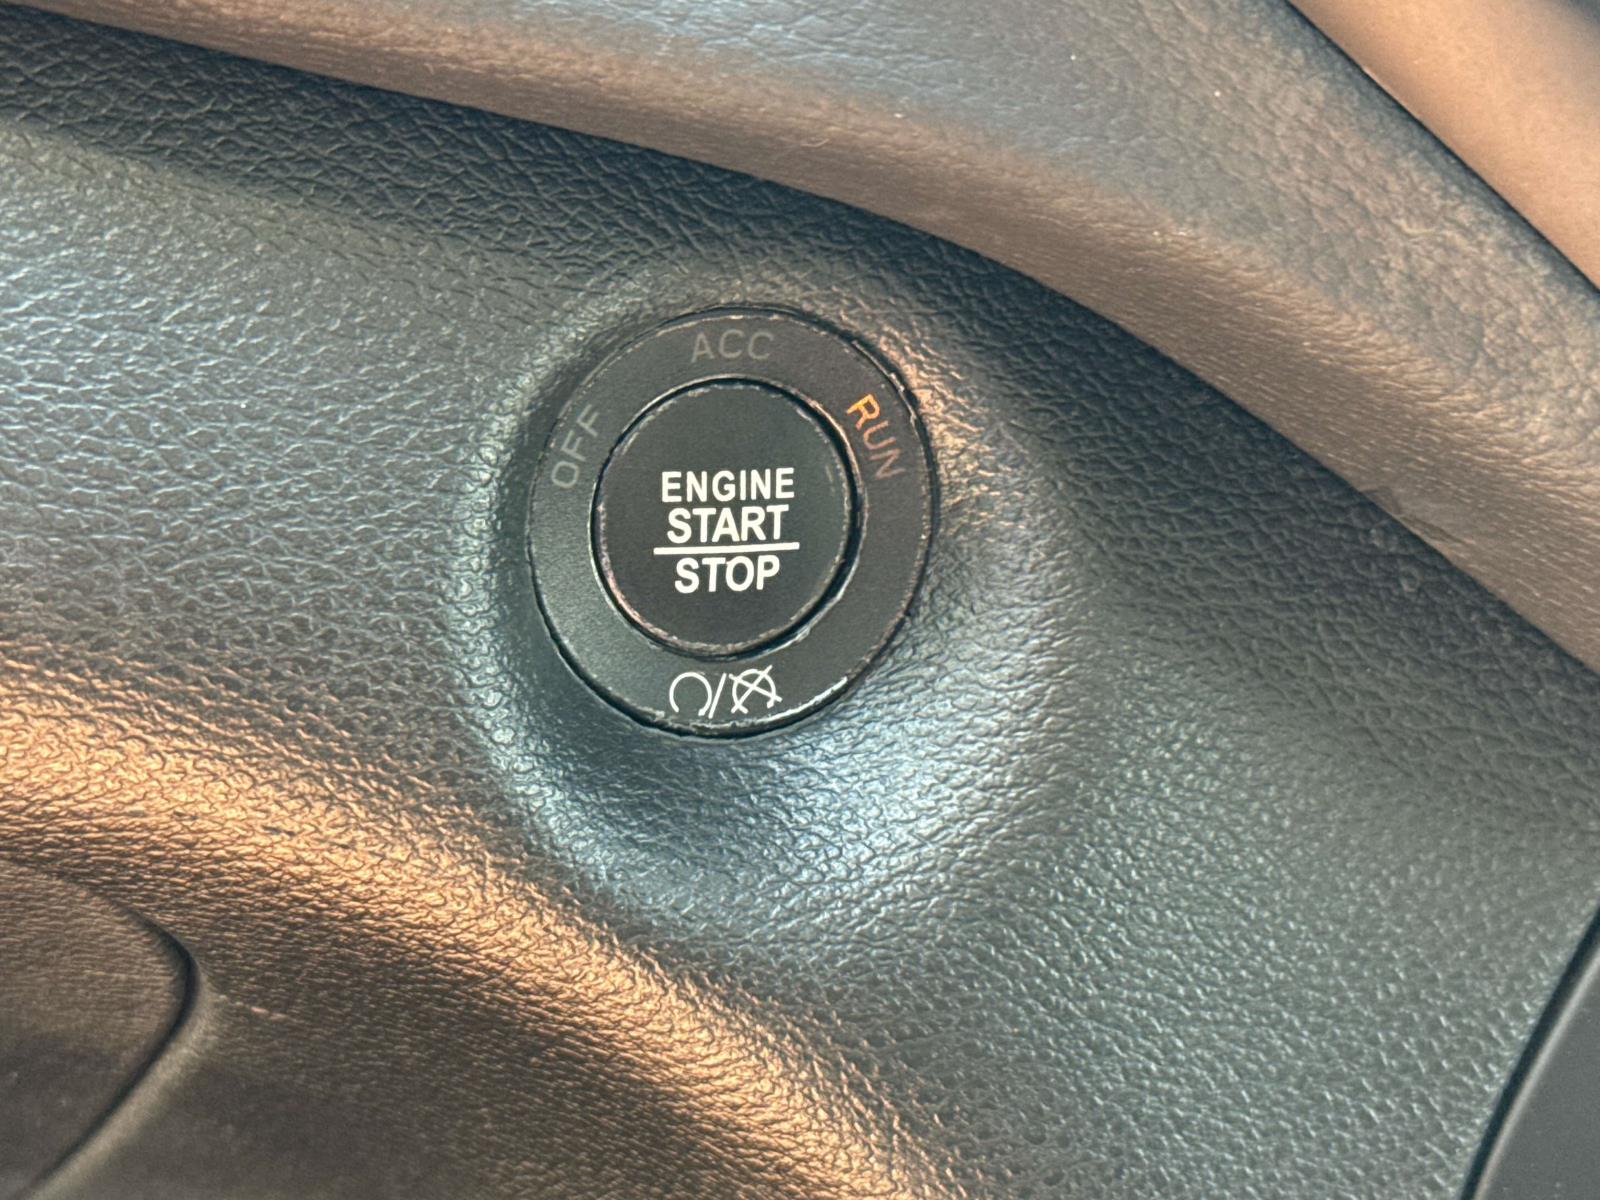 ACC
OFF
RUN
ENGINE
START
STOP